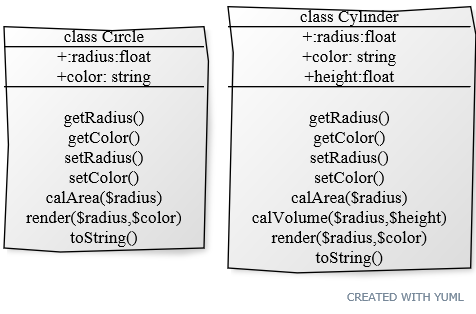 class Circle
+:radius:float
+color: string
getRadius()
getColor()
setRadius()
setColor()
calArea($radius)
render($radius,$color)
toString()
class Cylinder
+:radius:float
+color: string
+height:float
getRadius()
getColor()
setRadius()
setColor()
calArea($radius)
calVolume($radius,$height)
render($radius,$color)
toString()
CREATED WITH YUML